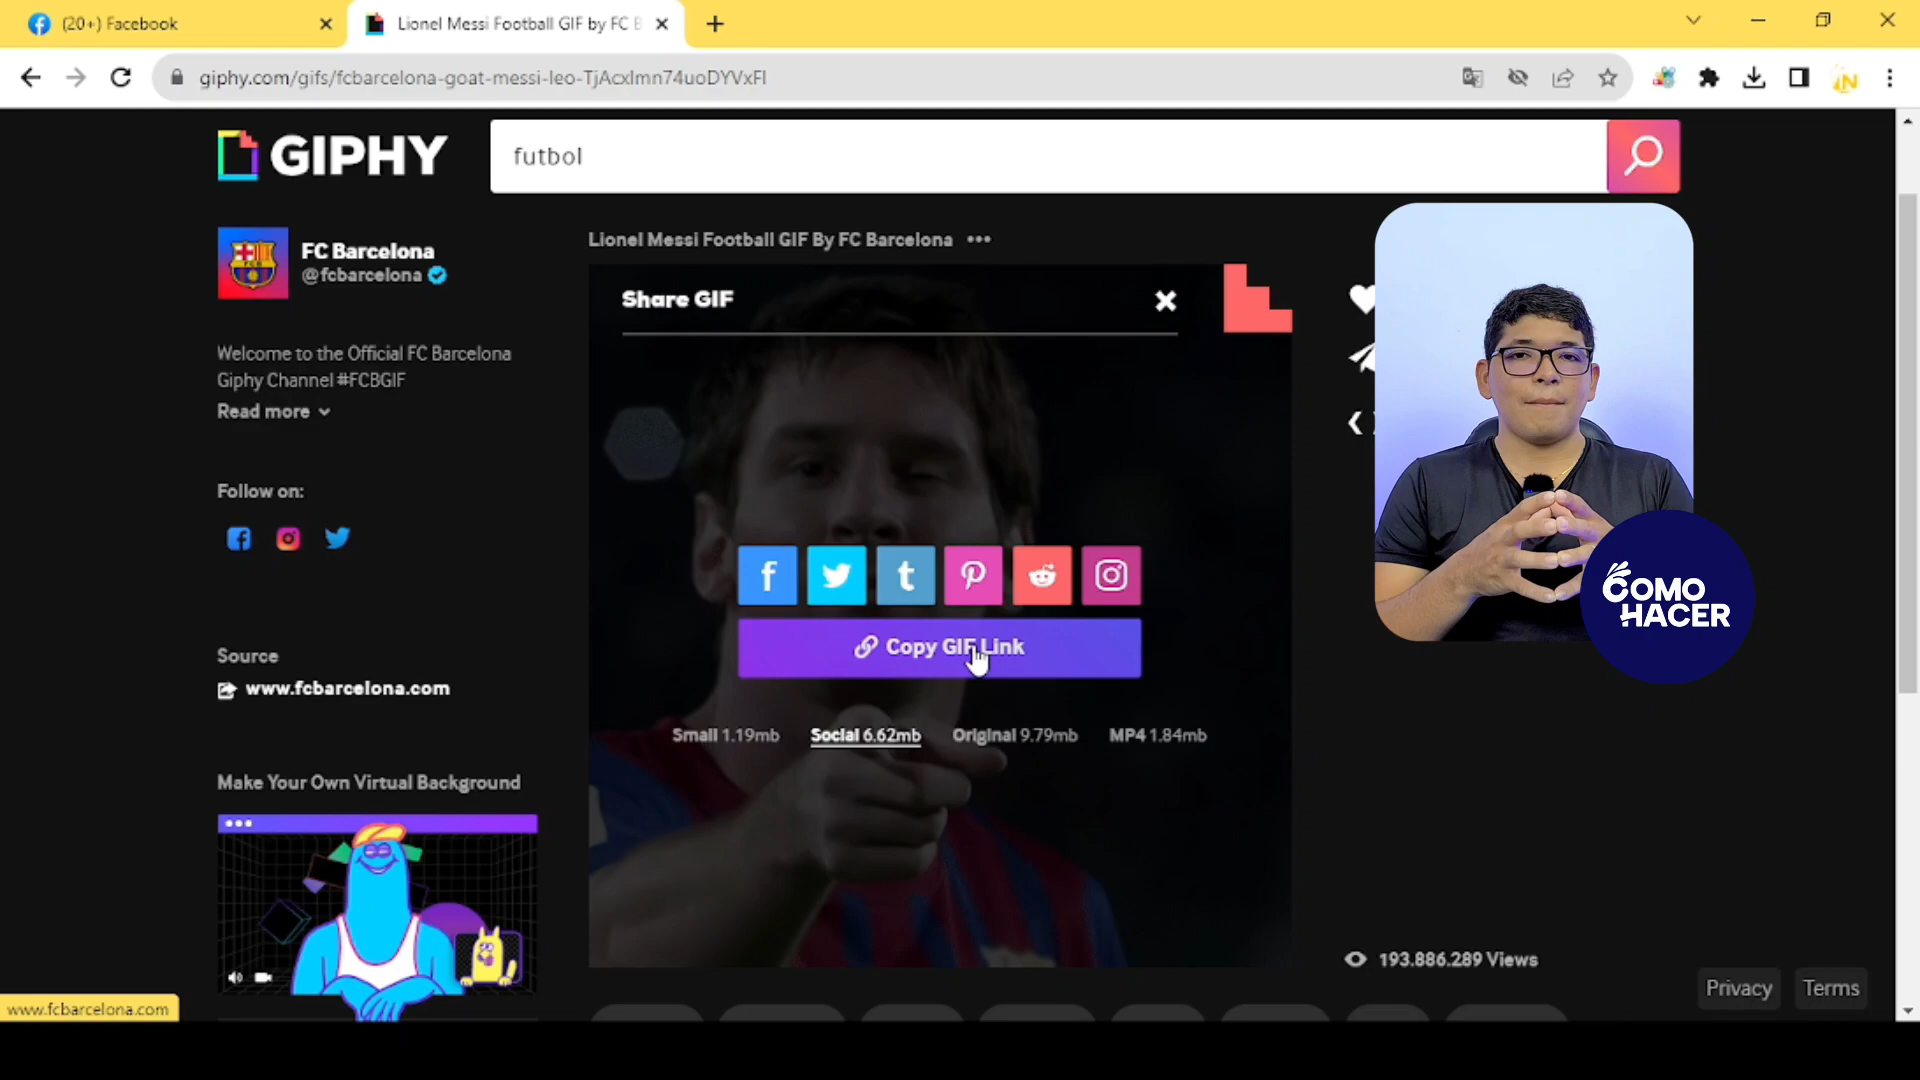 (20+) Facebook
Lionel Messi Football GIF by FC B
giphy.com/gifs/fcbarcelona-goat-messi-leo-TjAcxImn74uoDYVxFl
GIPHY
futbol
FC Barcelona
@fcbarcelona
Welcome to the Official FC Barcelona
Giphy Channel #FCBGIF
Read more
Follow on:
Source
www.fcbarcelona.com
Make Your Own Virtual Background
Lionel Messi Football GIF By FC Barcelona
Share GIF
Copy GIF Link
Small 1.19mb
Social 6.62mb
Original 9.79mb
MP4 1.84mb
COMO
HACER
193.886.289 Views
Privacy
Terms
www.fcbarcelona.com